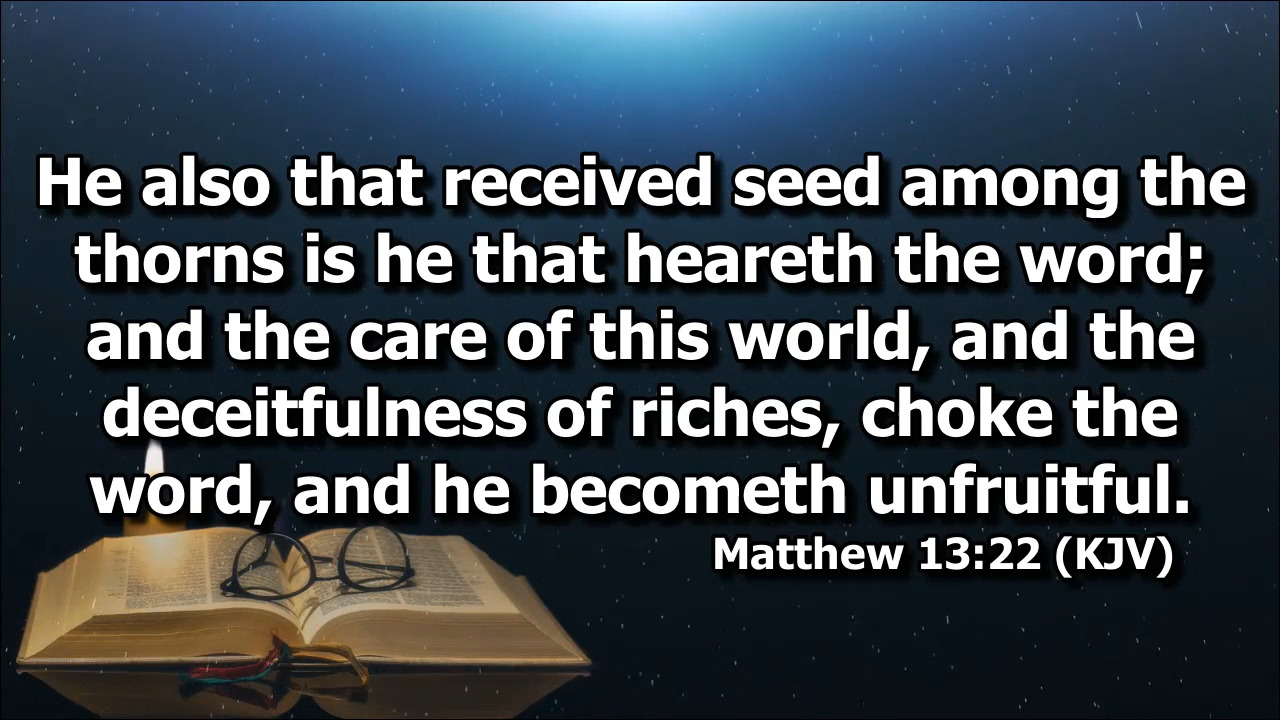 He also that received seed among the
thorns is he that heareth the word;
and the care of this world, and the
deceitfulness of riches, choke the
word, and he becometh unfruitful.
Matthew 13:22 (KJV)